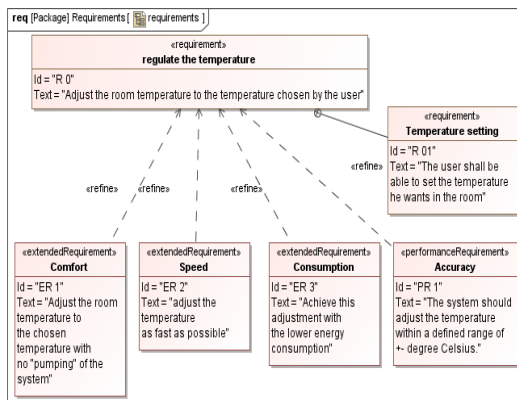 req [Package] Requirements [ requirements ]
«requirement»
regulate the temperature
Id = "R 0"
Text = "Adjust the room temperature to the temperature chosen by the user"
«requirement»
Temperature setting
Id = "R 01"
Text = "The user shall be
able to set the temperature
he wants in the room"
«refine»
«refine»
«refine»
«refine»
«extendedRequirement»
Comfort
Id = "ER 1"
Text = "Adjust the room
temperature to
the chosen
temperature with
no "pumping" of the
system"
«extendedRequirement»
Speed
Id = "ER 2"
Text = "adjust the
temperature
as fast as possible"
«extendedRequirement»
Consumption
Id = "ER 3"
Text = "Achieve this
adjustment with
the lower energy
consumption"
«performanceRequirement»
Accuracy
Id = "PR 1"
Text = "The system should
adjust the temperature
within a defined range of
+- degree Celsius."